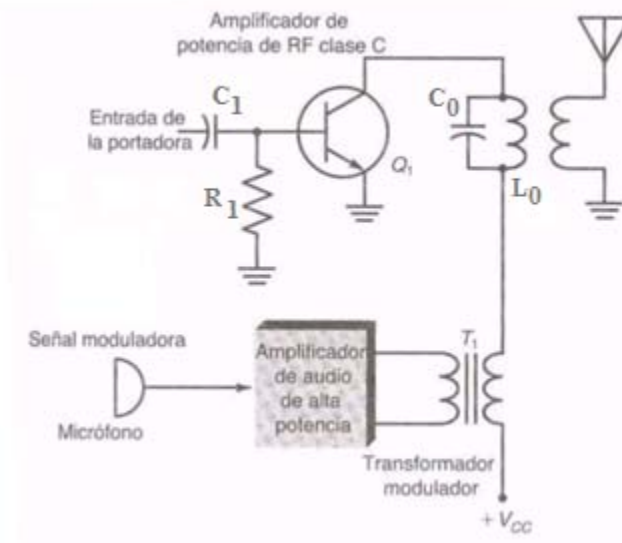 Amplificador de
potencia de RF clase C
C1
C0
Entrada de
la portadora
Q1
R1
L0
Señal moduladora
T1
Amplificador
de audio
de alta
potencia
Micrófono
Transformador
modulador
+ VCC